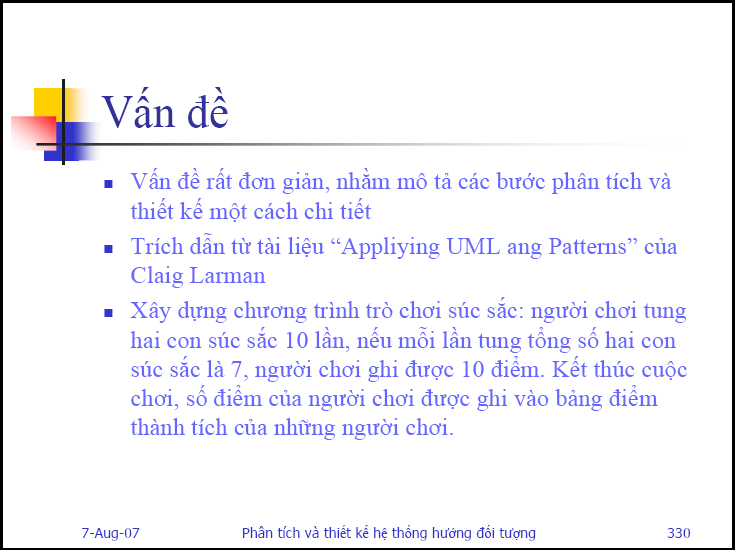 Vấn đề
Vấn đề rất đơn giản, nhằm mô tả các bước phân tích và
thiết kế một cách chi tiết
Trích dẫn từ tài liệu “Appliying UML ang Patterns” của
Claig Larman
Xây dựng chương trình trò chơi súc sắc: người chơi tung
hai con súc sắc 10 lần, nếu mỗi lần tung tổng số hai con
súc sắc là 7, người chơi ghi được 10 điểm. Kết thúc cuộc
chơi, số điểm của người chơi được ghi vào bảng điểm
thành tích của những người chơi.
7-Aug-07 Phân tích và thiết kế hệ thống hướng đối tượng 330